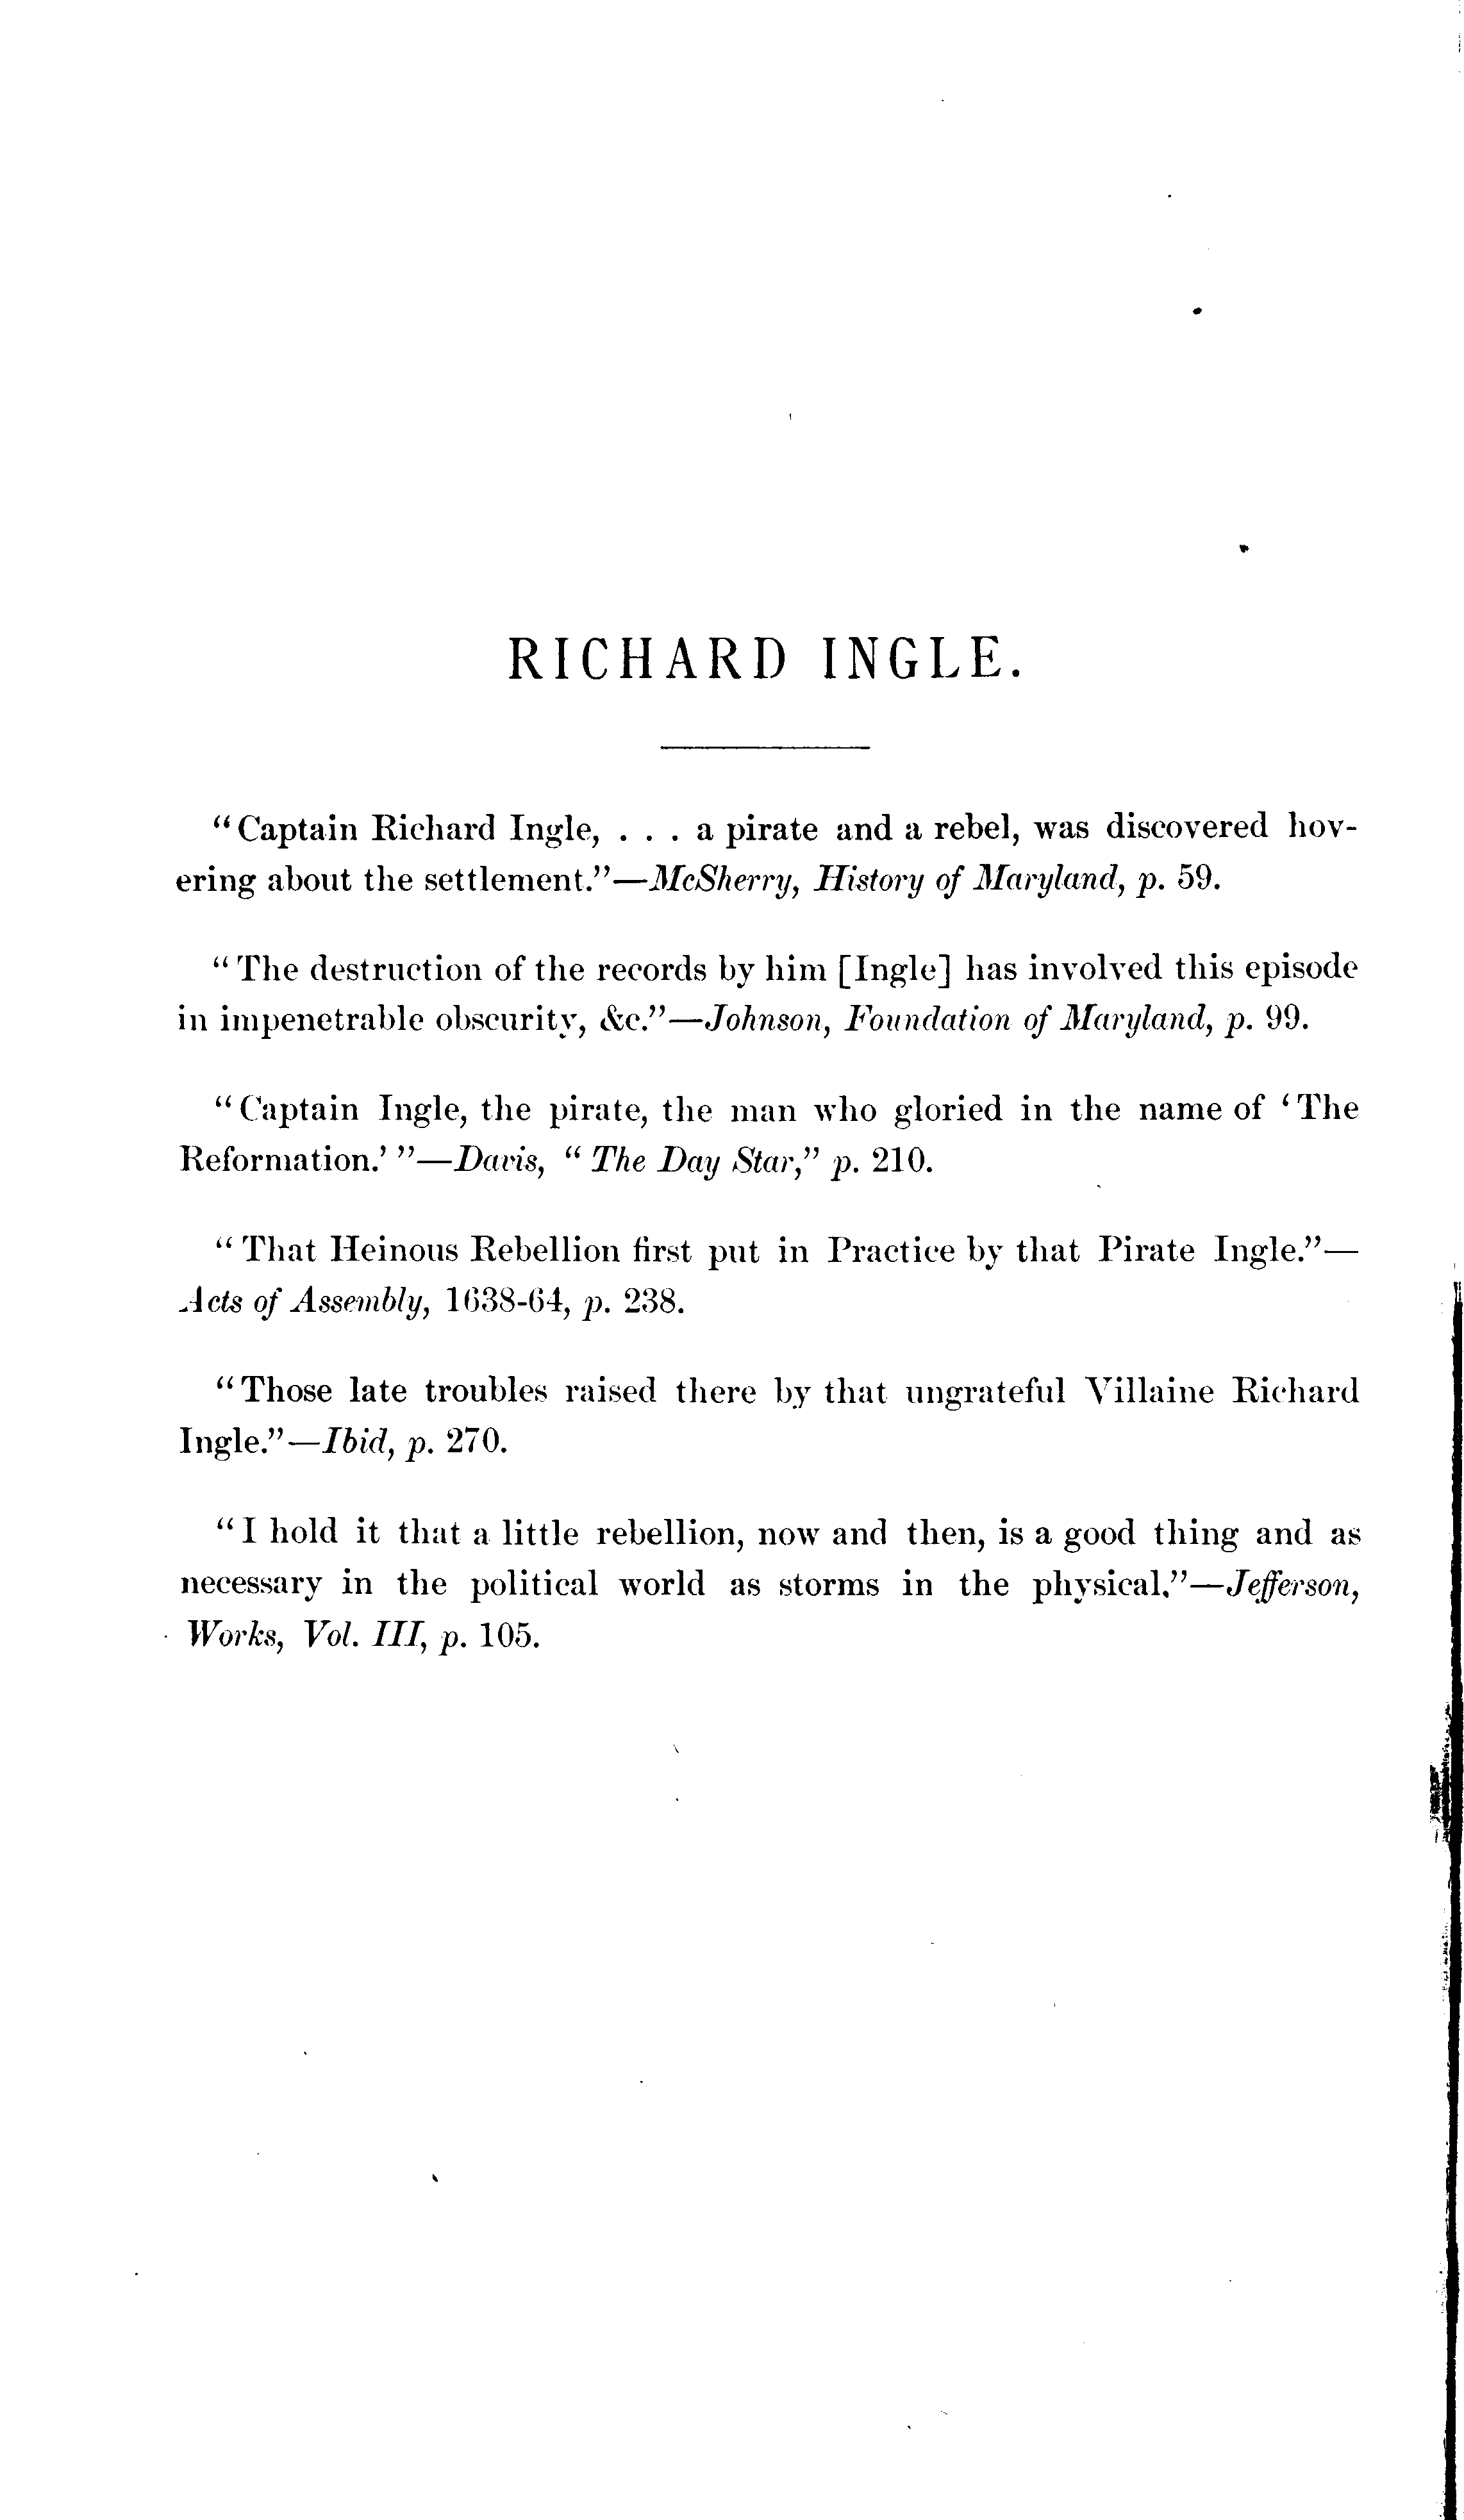 RICHARD INGLE.
"Captain Richard Ingle, . . . a pirate and a rebel, was discovered hov-
ering about the settlement."—McSherry, History of Maryland, p. 59.
"The destruction of the records by him [Ingle] has involved this episode
in impenetrable obscurity, &c."—Johnson, Foundation of Maryland, p. 99.
"Captain Ingle, the pirate, the man who gloried in the name of 'The
Reformation.' "—Davis, "The Day Star," p. 210.
"That Heinous Rebellion first put in Practice by that Pirate Ingle."—
Acts of Assembly, 1638-64, p. 238.
"Those late troubles raised there by that ungrateful Villaine Richard
Ingle."—Ibid, p. 270.
"I hold it that a little rebellion, now and then, is a good thing and as
necessary in the political world as storms in the physical."—Jefferson,
Works, Vol. III, p. 105.